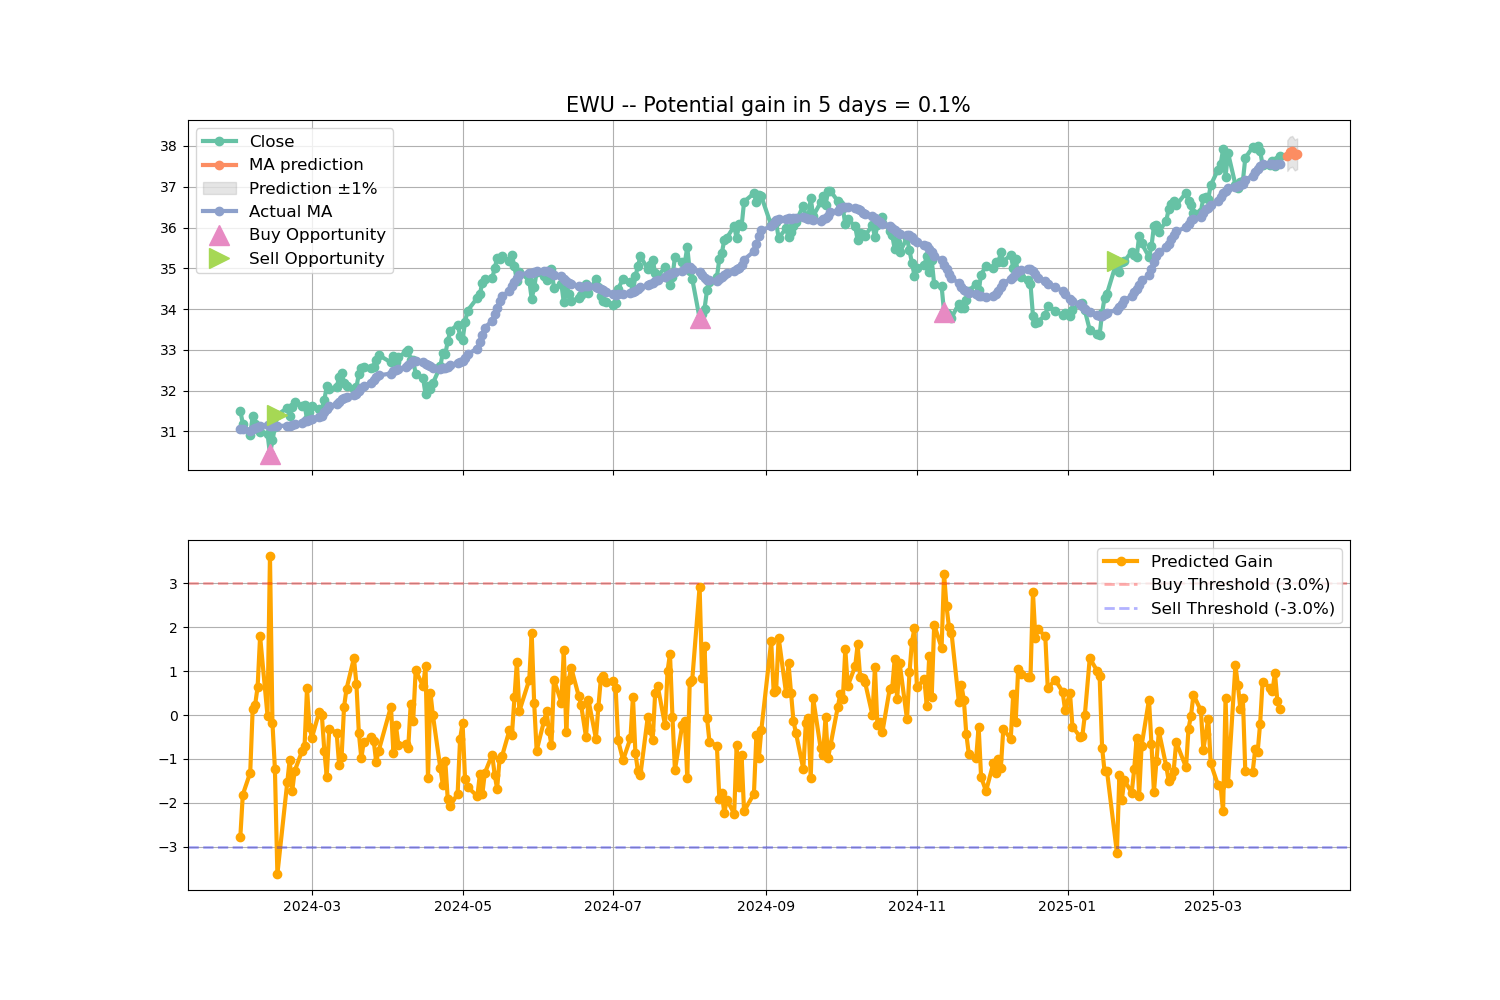 EWU -- Potential gain in 5 days = 0.1%
Close
MA prediction
Prediction ±1%
Actual MA
Buy Opportunity
Sell Opportunity
38
37
36
35
34
33
32
31
Predicted Gain
Buy Threshold (3.0%)
Sell Threshold (-3.0%)
3
2
1
0
−1
−2
−3
2024-03 2024-05 2024-07 2024-09 2024-11 2025-01 2025-03